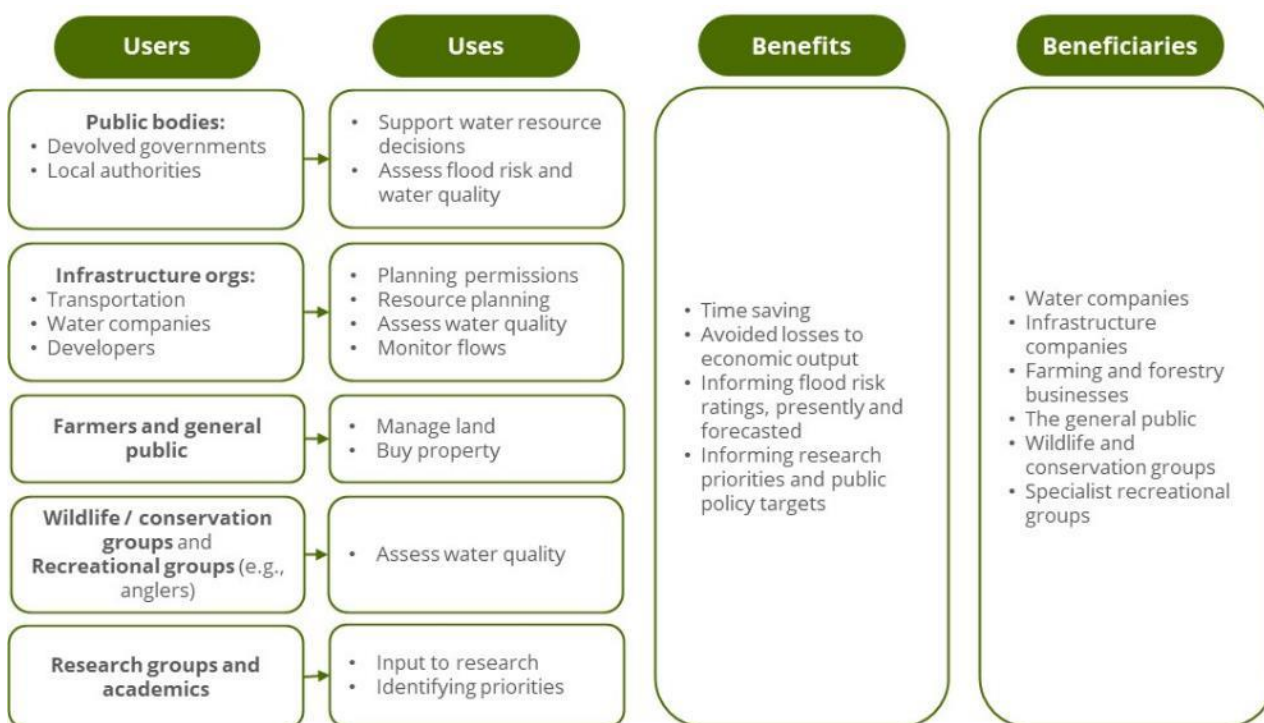 Users
Uses
Benefits
Beneficiaries
Public bodies:
• Devolved governments
• Local authorities
• Support water resource
decisions
• Assess flood risk and
water quality
Infrastructure orgs:
• Transportation
• Water companies
• Developers
• Planning permissions
• Resource planning
• Assess water quality
• Monitor flows
Farmers and general
public
• Manage land
• Buy property
Wildlife / conservation
groups and
Recreational groups (e.g.,
anglers)
• Assess water quality
Research groups and
academics
• Input to research
• Identifying priorities
• Time saving
• Avoided losses to
economic output
• Informing flood risk
ratings, presently and
forecasted
• Informing research
priorities and public
policy targets
• Water companies
• Infrastructure
companies
• Farming and forestry
businesses
• The general public
• Wildlife and
conservation groups
• Specialist recreational
groups